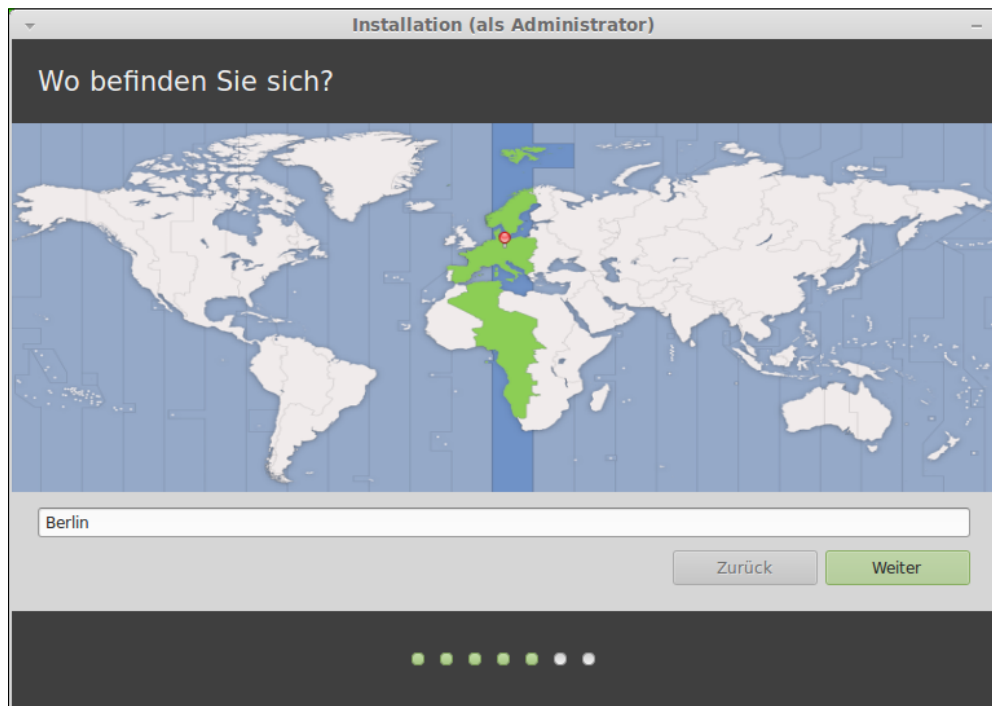 Installation (als Administrator)
Wo befinden Sie sich?
Berlin
Zurück
Weiter